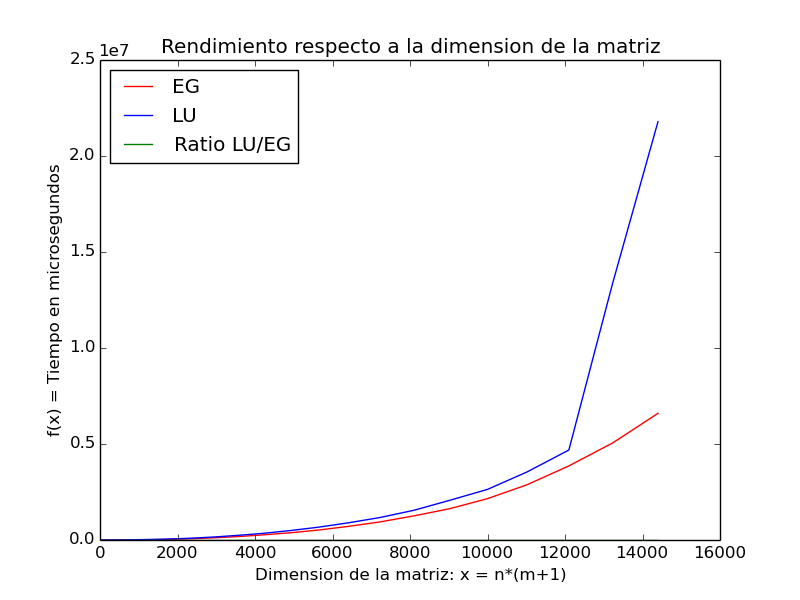 Rendimiento respecto a la dimension de la matriz
1e7
EG
LU
Ratio LU/EG
2.5
2.0
1.5
1.0
0.5
0.0
f(x) = Tiempo en microsegundos
0 2000 4000 6000 8000 10000 12000 14000 16000
Dimension de la matriz: x = n*(m+1)